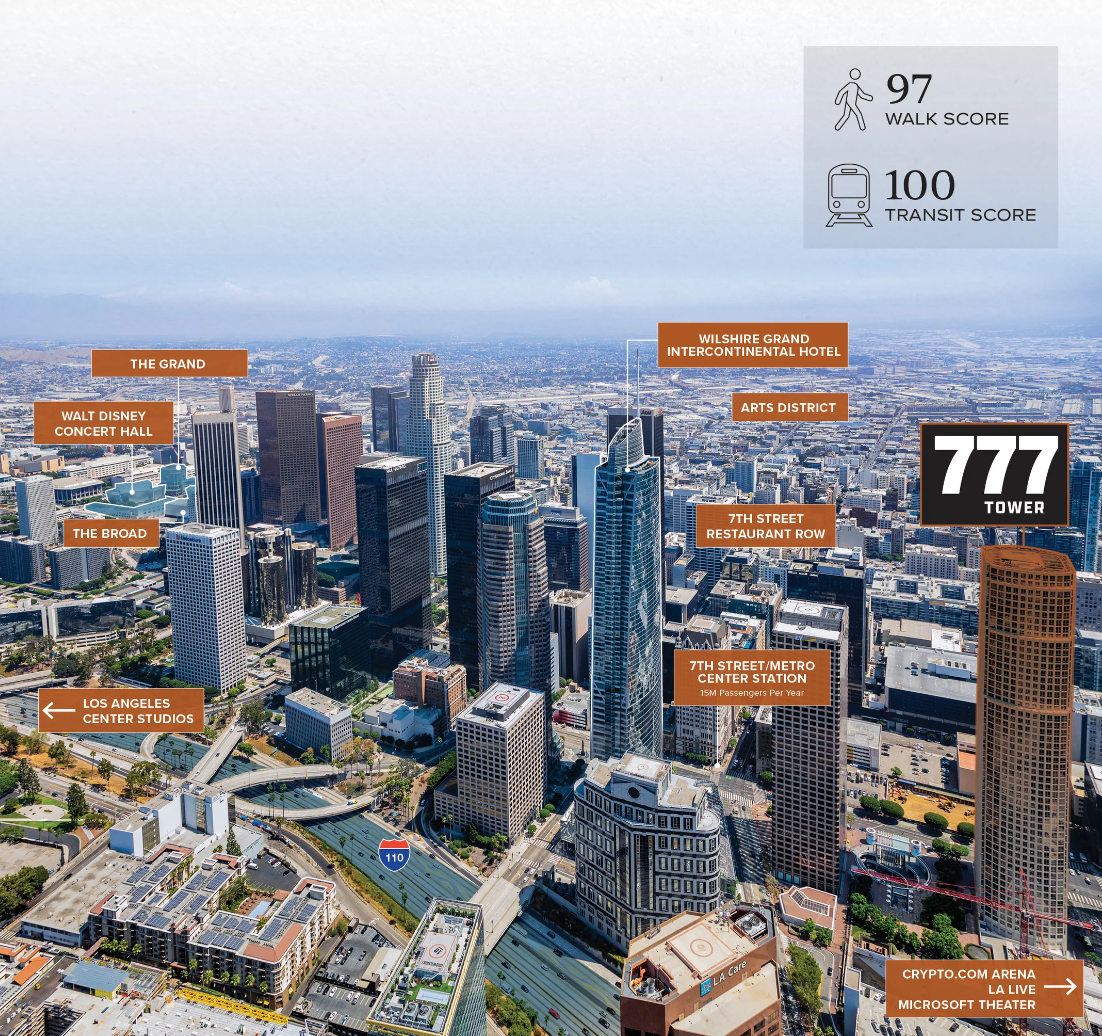 97
WALK SCORE
100
TRANSIT SCORE
WILSHIRE GRAND
INTERCONTINENTAL HOTEL
THE GRAND
ARTS DISTRICT
WALT DISNEY
CONCERT HALL
777
TOWER
7TH STREET
RESTAURANT ROW
THE BROAD
7TH STREET/METRO
CENTER STATION
15M Passengers Per Year
LOS ANGELES
CENTER STUDIOS
110
L.A. Care
CRYPTO.COM ARENA
LA LIVE
MICROSOFT THEATER